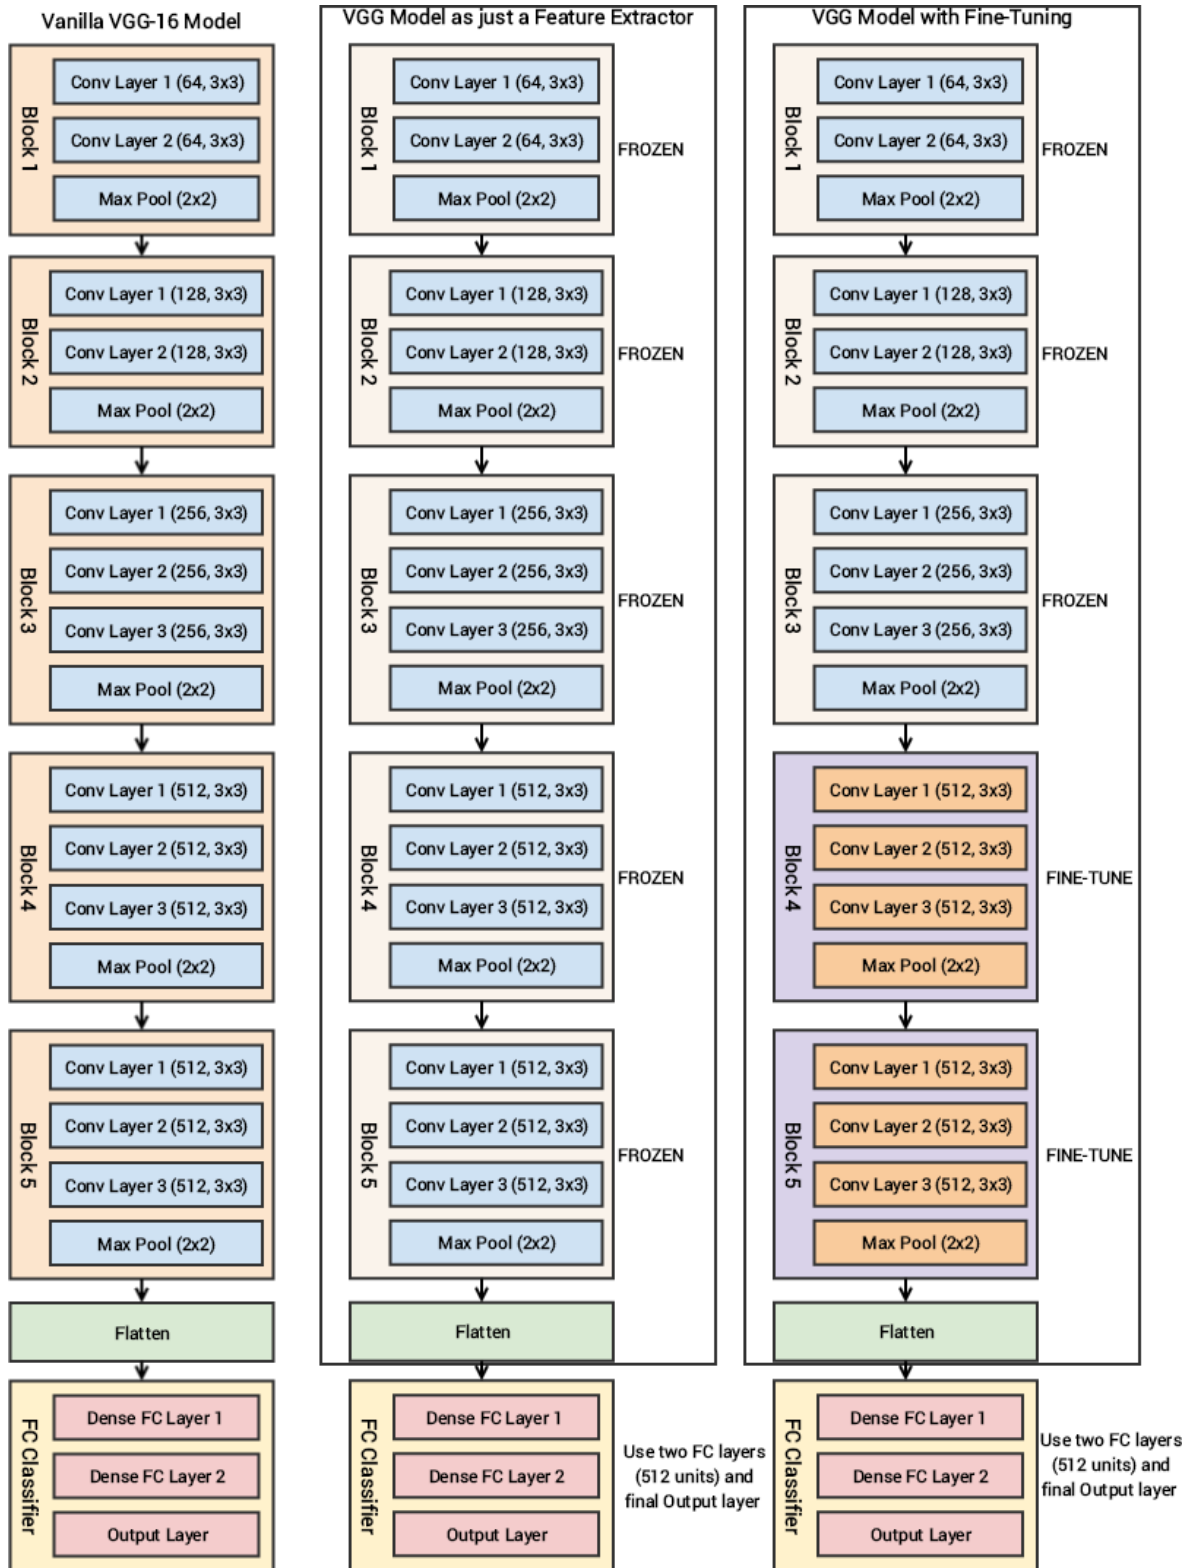 Vanilla VGG-16 Model
Block 1
Conv Layer 1 (64, 3x3)
Conv Layer 2 (64, 3x3)
Max Pool (2x2)
Block 2
Conv Layer 1 (128, 3x3)
Conv Layer 2 (128, 3x3)
Max Pool (2x2)
Block 3
Conv Layer 1 (256, 3x3)
Conv Layer 2 (256, 3x3)
Conv Layer 3 (256, 3x3)
Max Pool (2x2)
Block 4
Conv Layer 1 (512, 3x3)
Conv Layer 2 (512, 3x3)
Conv Layer 3 (512, 3x3)
Max Pool (2x2)
Block 5
Conv Layer 1 (512, 3x3)
Conv Layer 2 (512, 3x3)
Conv Layer 3 (512, 3x3)
Max Pool (2x2)
Flatten
FC Classifier
Dense FC Layer 1
Dense FC Layer 2
Output Layer
VGG Model as just a Feature Extractor
Block 1
Conv Layer 1 (64, 3x3)
Conv Layer 2 (64, 3x3)
Max Pool (2x2)
FROZEN
Block 2
Conv Layer 1 (128, 3x3)
Conv Layer 2 (128, 3x3)
Max Pool (2x2)
FROZEN
Block 3
Conv Layer 1 (256, 3x3)
Conv Layer 2 (256, 3x3)
Conv Layer 3 (256, 3x3)
Max Pool (2x2)
FROZEN
Block 4
Conv Layer 1 (512, 3x3)
Conv Layer 2 (512, 3x3)
Conv Layer 3 (512, 3x3)
Max Pool (2x2)
FROZEN
Block 5
Conv Layer 1 (512, 3x3)
Conv Layer 2 (512, 3x3)
Conv Layer 3 (512, 3x3)
Max Pool (2x2)
FROZEN
Flatten
FC Classifier
Dense FC Layer 1
Dense FC Layer 2
Output Layer
Use two FC layers
(512 units) and
final Output layer
VGG Model with Fine-Tuning
Block 1
Conv Layer 1 (64, 3x3)
Conv Layer 2 (64, 3x3)
Max Pool (2x2)
FROZEN
Block 2
Conv Layer 1 (128, 3x3)
Conv Layer 2 (128, 3x3)
Max Pool (2x2)
FROZEN
Block 3
Conv Layer 1 (256, 3x3)
Conv Layer 2 (256, 3x3)
Conv Layer 3 (256, 3x3)
Max Pool (2x2)
FROZEN
Block 4
Conv Layer 1 (512, 3x3)
Conv Layer 2 (512, 3x3)
Conv Layer 3 (512, 3x3)
Max Pool (2x2)
FINE-TUNE
Block 5
Conv Layer 1 (512, 3x3)
Conv Layer 2 (512, 3x3)
Conv Layer 3 (512, 3x3)
Max Pool (2x2)
FINE-TUNE
Flatten
FC Classifier
Dense FC Layer 1
Dense FC Layer 2
Output Layer
Use two FC layers
(512 units) and
final Output layer